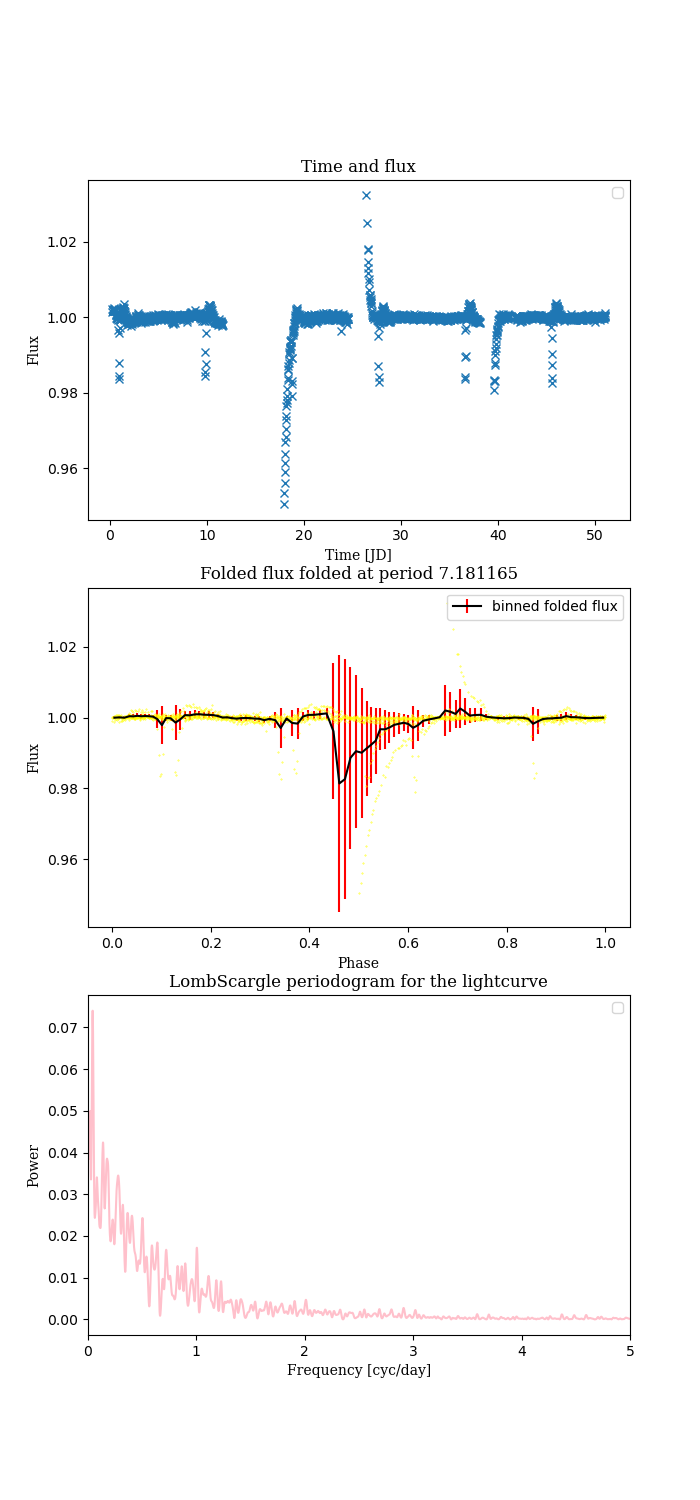 Time and flux
1.02
1.00
0.98
0.96
Flux
0 10 20 30 40 50
Time [JD]
Folded flux folded at period 7.181165
binned folded flux
1.02
1.00
0.98
0.96
Flux
0.0 0.2 0.4 0.6 0.8 1.0
Phase
LombScargle periodogram for the lightcurve
0.07
0.06
0.05
0.04
0.03
0.02
0.01
0.00
Power
0 1 2 3 4 5
Frequency [cyc/day]